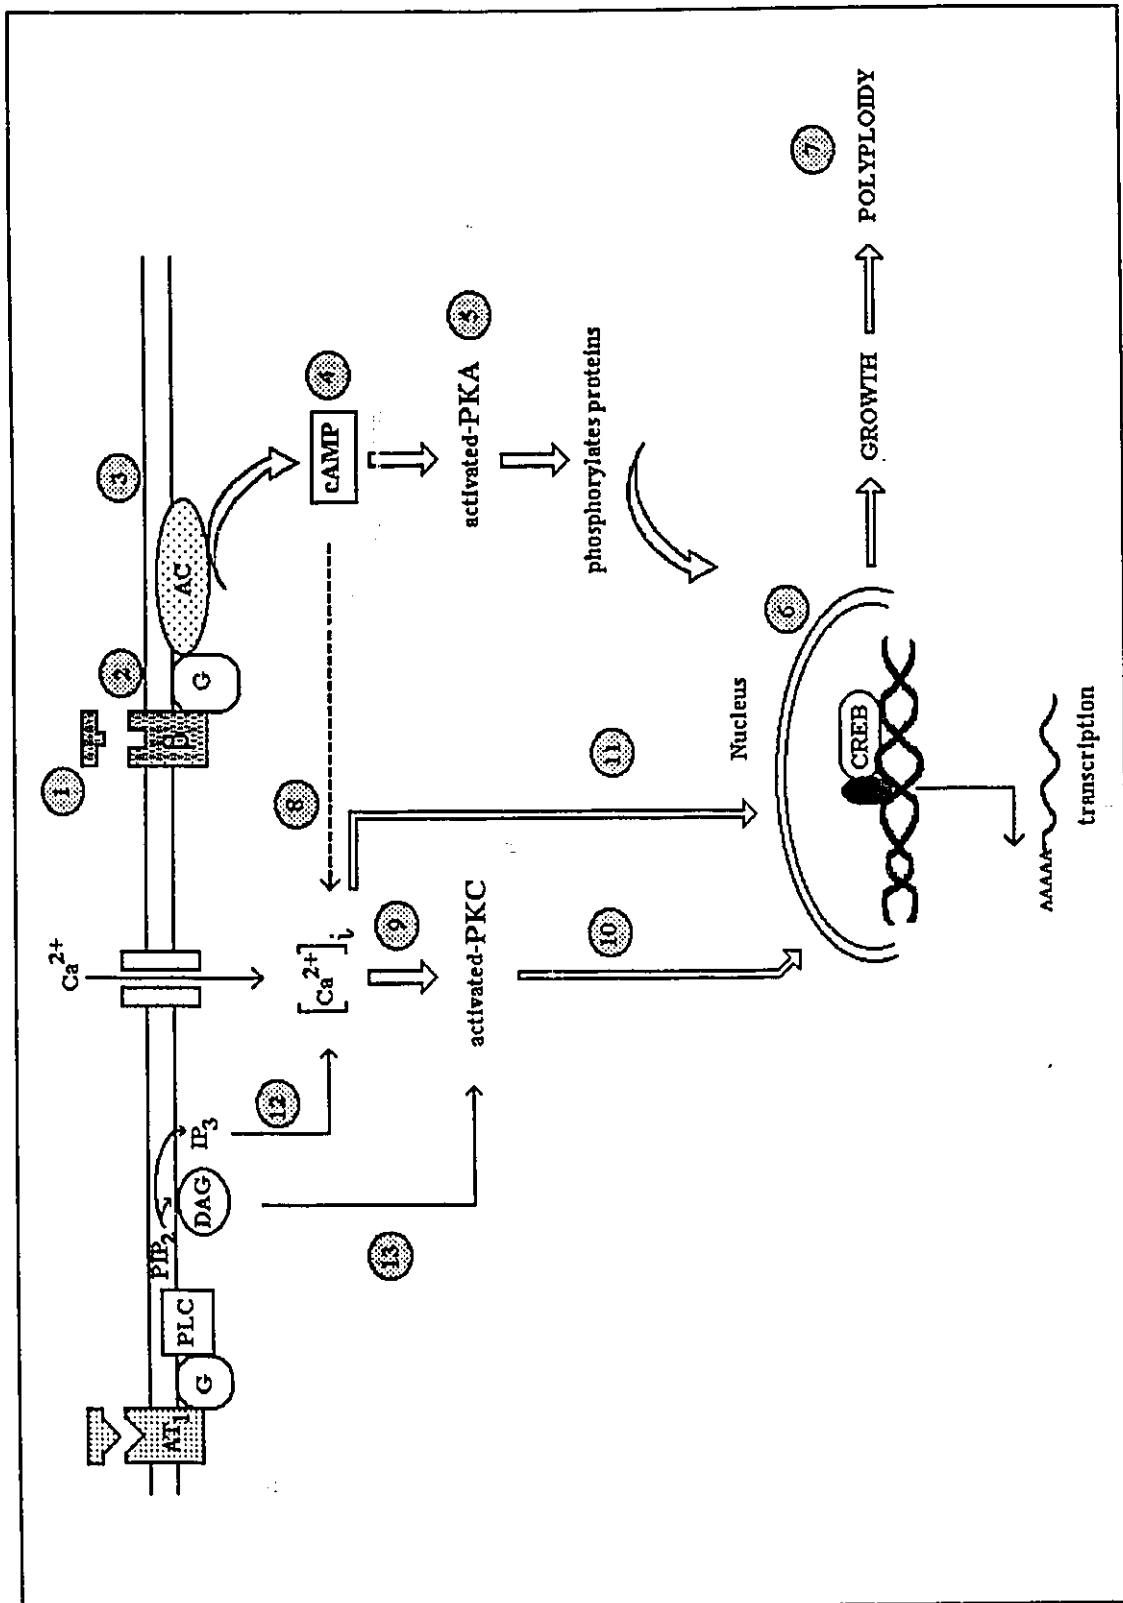 1
Ca²⁺
2
3
AT₁
G
PLC
PIP₂
DAG
IP₃
β
G
AC
12
8
4
[Ca²⁺]ᵢ
cAMP
13
9
5
activated-PKC
activated-PKA
10
11
phosphorylates proteins
Nucleus
6
7
CREB
GROWTH
POLYPLOIDY
AAAAA
transcription